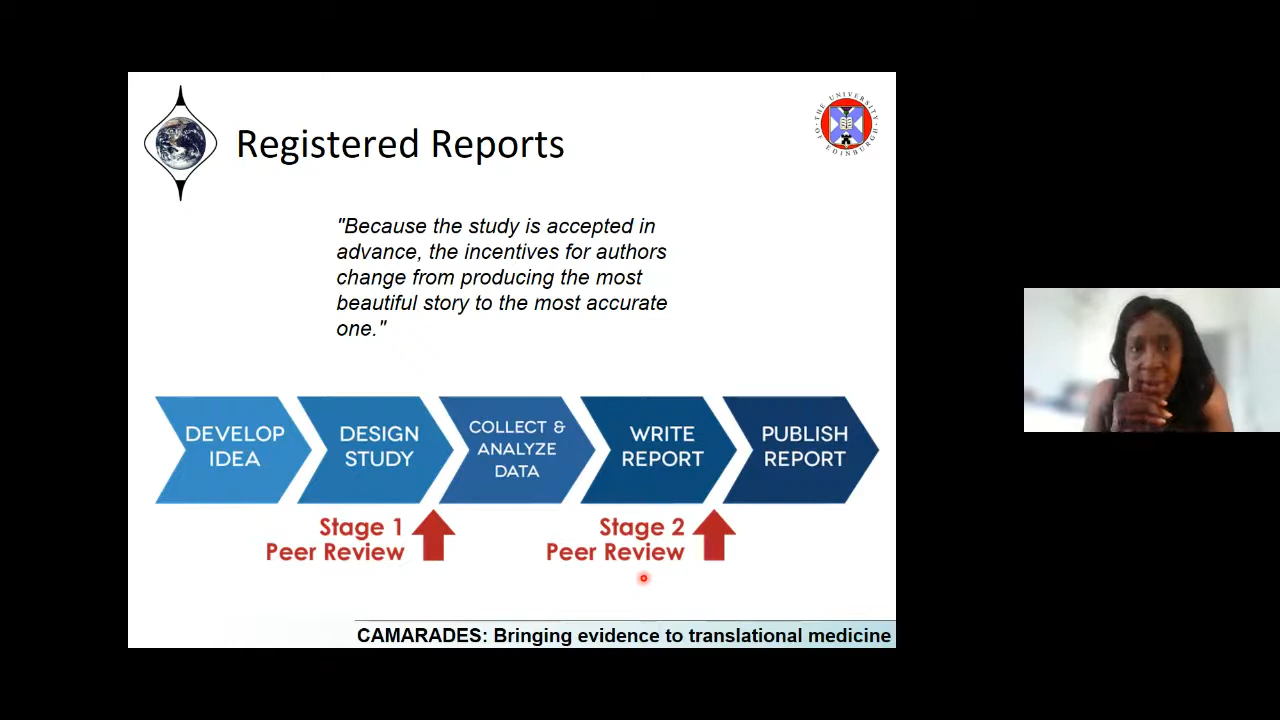 Registered Reports
THE UNIVERSITY
OF EDINBURGH
"Because the study is accepted in
advance, the incentives for authors
change from producing the most
beautiful story to the most accurate
one."
DEVELOP
IDEA
DESIGN
STUDY
COLLECT &
ANALYZE
DATA
WRITE
REPORT
PUBLISH
REPORT
Stage 1
Peer Review
Stage 2
Peer Review
CAMARADES: Bringing evidence to translational medicine